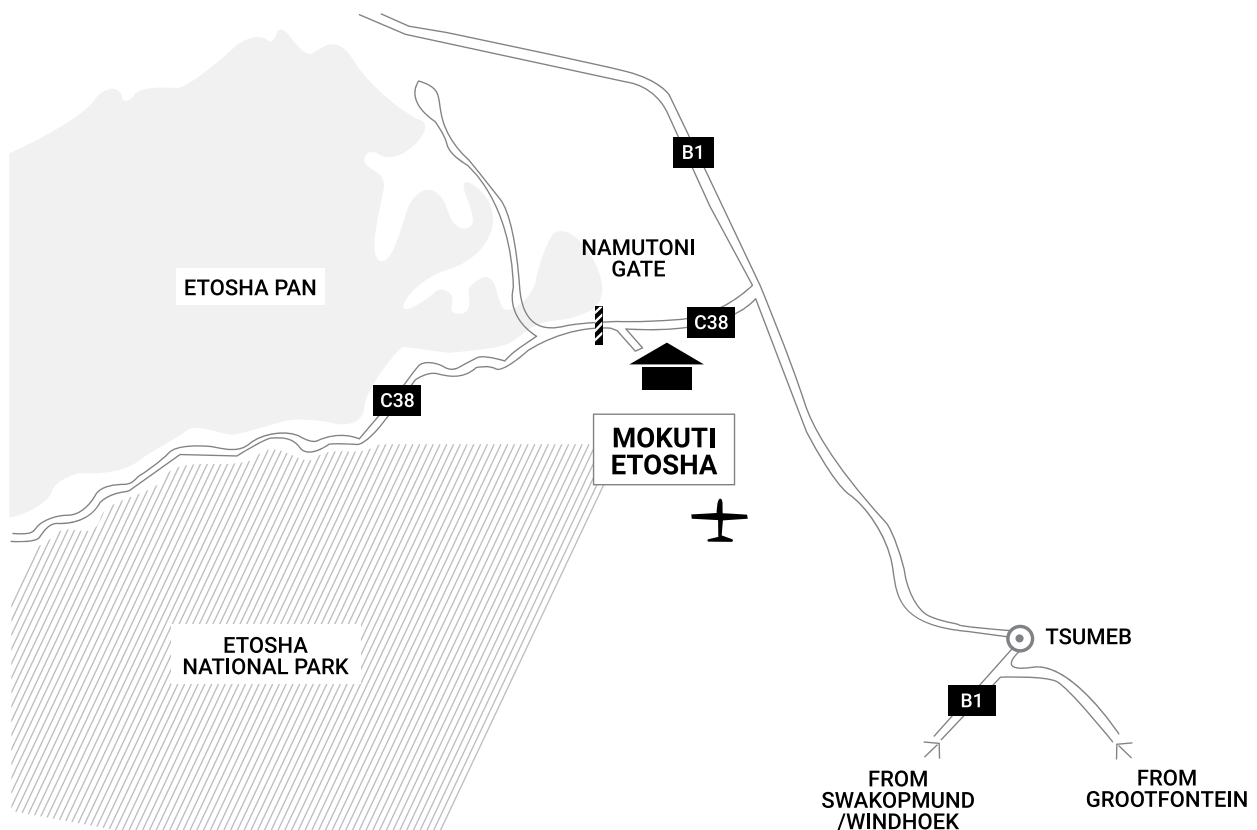 B1
NAMUTONI
GATE
ETOSHA PAN
C38
C38
MOKUTI
ETOSHA
ETOSHA
NATIONAL PARK
TSUMEB
B1
FROM
SWAKOPMUND
/WINDHOEK
FROM
GROOTFONTEIN